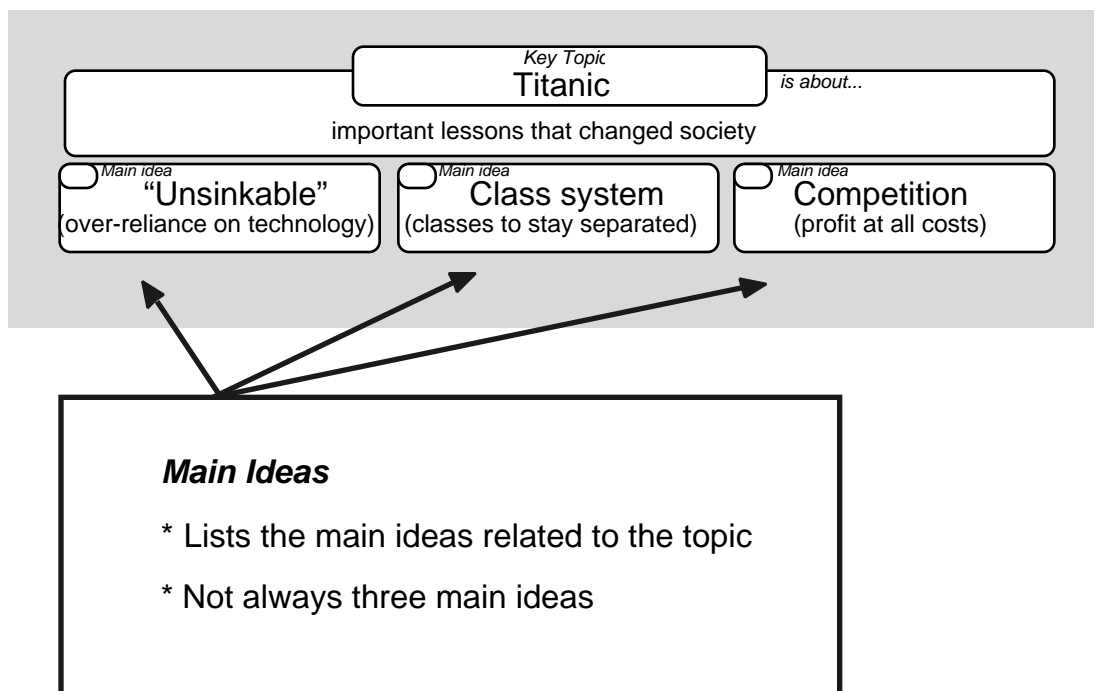 Key Topic
Titanic
is about...
important lessons that changed society
Main idea
“Unsinkable”
(over-reliance on technology)
Main idea
Class system
(classes to stay separated)
Main idea
Competition
(profit at all costs)
Main Ideas
* Lists the main ideas related to the topic
* Not always three main ideas